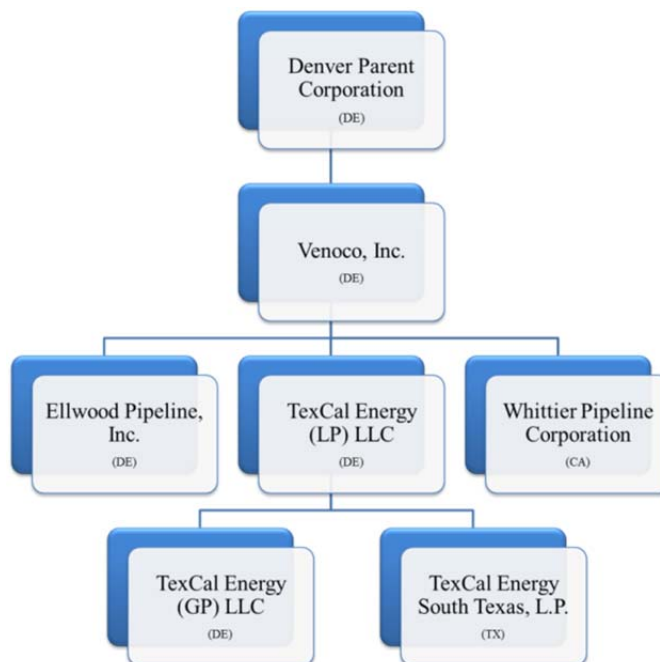 Denver Parent
Corporation
(DE)
Venoco, Inc.
(DE)
Ellwood Pipeline,
Inc.
(DE)
TexCal Energy
(LP) LLC
(DE)
Whittier Pipeline
Corporation
(CA)
TexCal Energy
(GP) LLC
(DE)
TexCal Energy
South Texas, L.P.
(TX)